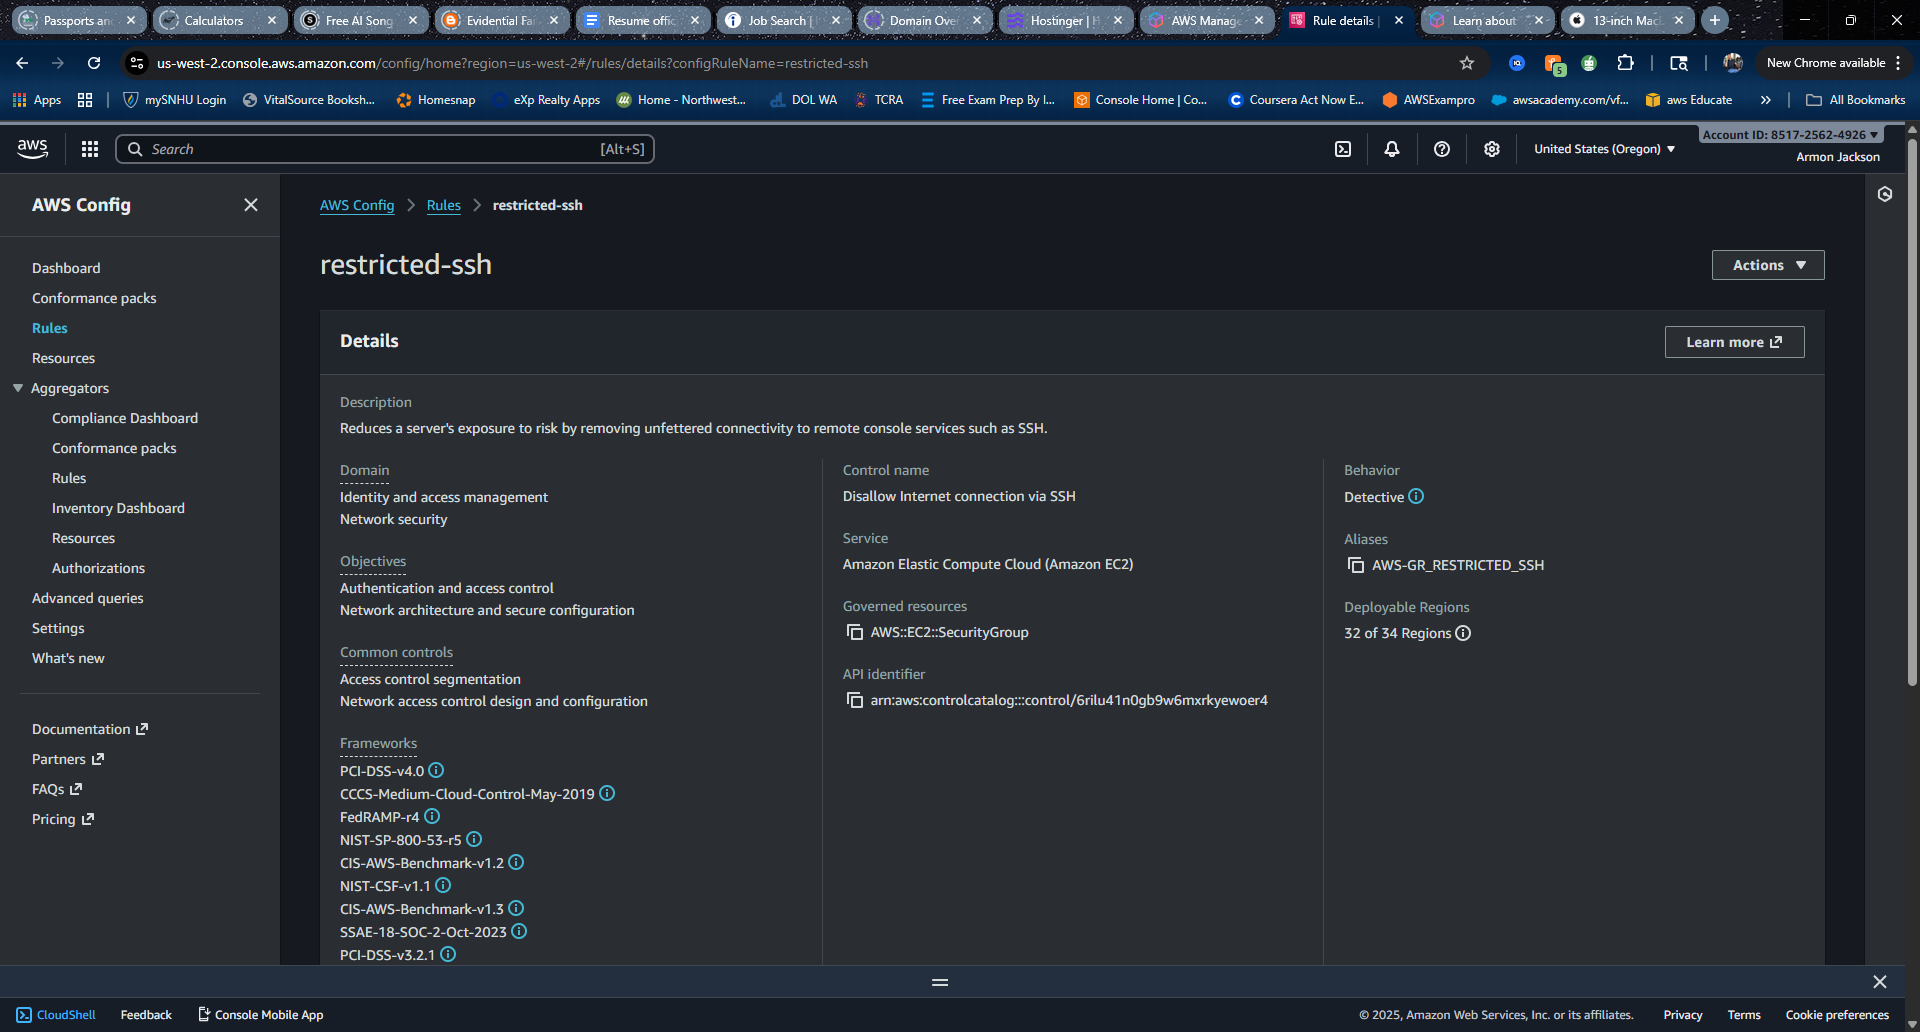 Passports an
Calculators
Free AI Song
Evidential Fa
Resume offic
Job Search |
Domain Ove
Hostinger | H
AWS Manage
Rule details |
Learn about
13-inch Mac
us-west-2.console.aws.amazon.com/config/home?region=us-west-2#/rules/details?configRuleName=restricted-ssh
5
New Chrome available
Apps
mySNHU Login
VitalSource Booksh...
Homesnap
eXp Realty Apps
Home - Northwest...
DOL WA
TCRA
Free Exam Prep By I...
Console Home | Co...
Coursera Act Now E...
AWSExampro
awsacademy.com/vf...
aws Educate
All Bookmarks
aws
Search
[Alt+S]
United States (Oregon)
Account ID: 8517-2562-4926
Armon Jackson
AWS Config
Dashboard
Conformance packs
Rules
Resources
Aggregators
Compliance Dashboard
Conformance packs
Rules
Inventory Dashboard
Resources
Authorizations
Advanced queries
Settings
What's new
Documentation
Partners
FAQs
Pricing
AWS Config > Rules > restricted-ssh
restricted-ssh
Actions
Details
Learn more
Description
Reduces a server's exposure to risk by removing unfettered connectivity to remote console services such as SSH.
Domain
Identity and access management
Network security
Objectives
Authentication and access control
Network architecture and secure configuration
Common controls
Access control segmentation
Network access control design and configuration
Frameworks
PCI-DSS-v4.0
CCCS-Medium-Cloud-Control-May-2019
FedRAMP-r4
NIST-SP-800-53-r5
CIS-AWS-Benchmark-v1.2
NIST-CSF-v1.1
CIS-AWS-Benchmark-v1.3
SSAE-18-SOC-2-Oct-2023
PCI-DSS-v3.2.1
Control name
Disallow Internet connection via SSH
Service
Amazon Elastic Compute Cloud (Amazon EC2)
Governed resources
AWS::EC2::SecurityGroup
API identifier
arn:aws:controlcatalog:::control/6rilu41n0gb9w6mxrkyewoer4
Behavior
Detective
Aliases
AWS-GR_RESTRICTED_SSH
Deployable Regions
32 of 34 Regions
CloudShell
Feedback
Console Mobile App
© 2025, Amazon Web Services, Inc. or its affiliates.
Privacy
Terms
Cookie preferences